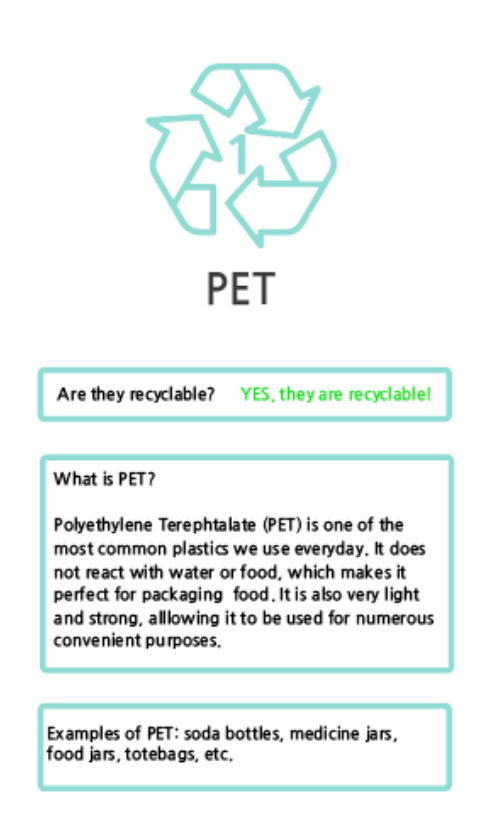 1
PET
Are they recyclable? YES, they are recyclable!
What is PET?
Polyethylene Terephtalate (PET) is one of the
most common plastics we use everyday. It does
not react with water or food, which makes it
perfect for packaging food. It is also very light
and strong, alllowing it to be used for numerous
convenient purposes.
Examples of PET: soda bottles, medicine jars,
food jars, totebags, etc.